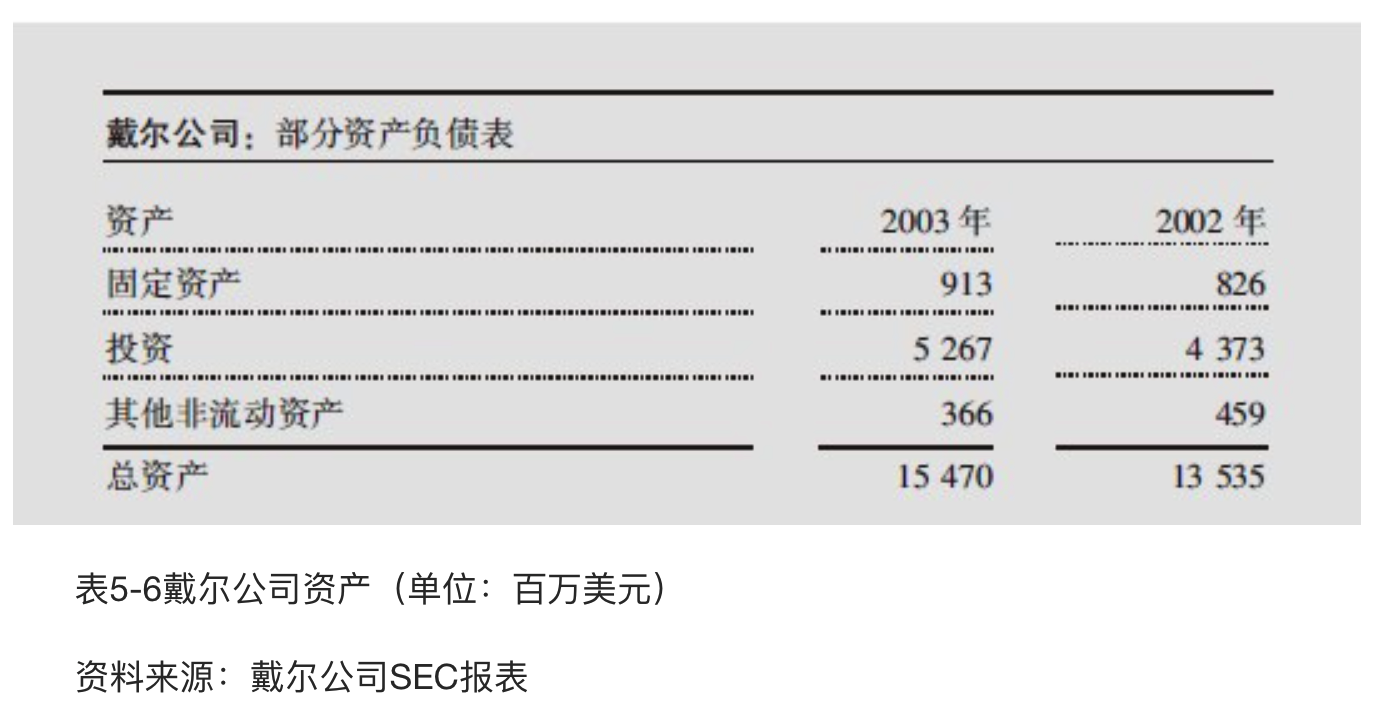 戴尔公司：部分资产负债表
资产 2003 年 2002 年
固定资产 913 826
投资 5 267 4 373
其他非流动资产 366 459
总资产 15 470 13 535
表5-6戴尔公司资产（单位：百万美元）
资料来源：戴尔公司SEC报表